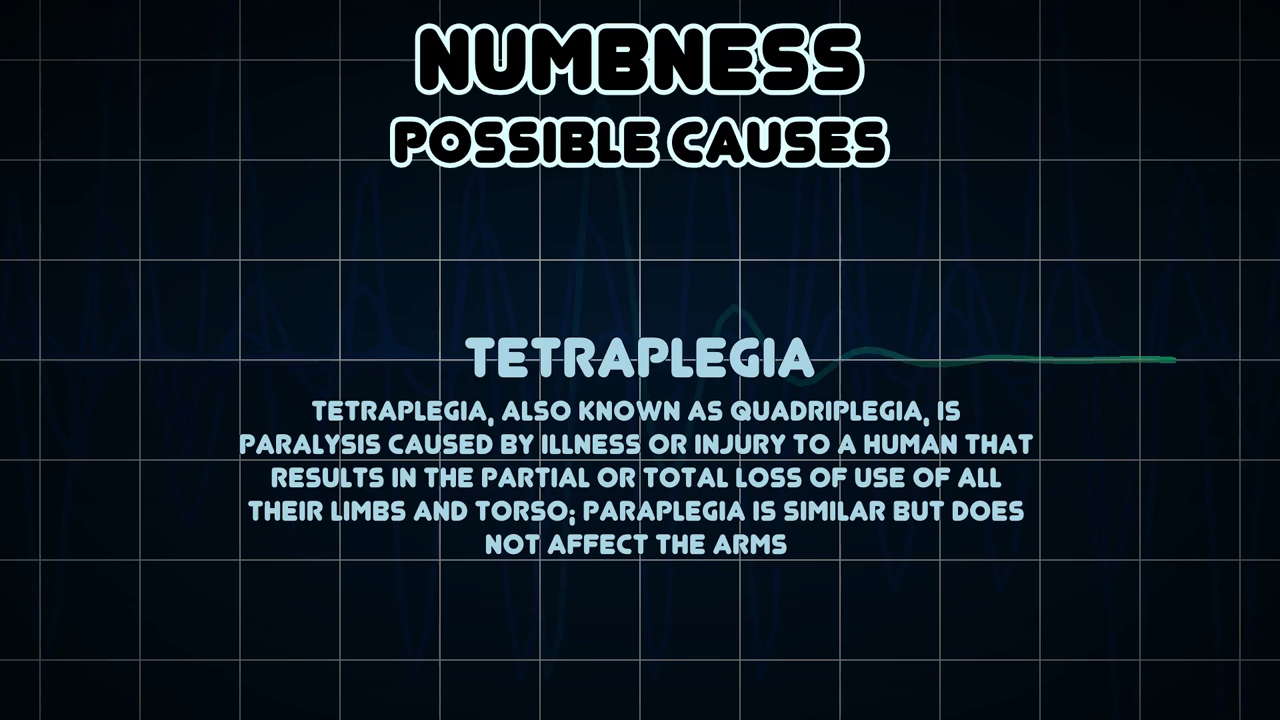 NUMBNESS
POSSIBLE CAUSES
TETRAPLEGIA
TETRAPLEGIA, ALSO KNOWN AS QUADRIPLEGIA, IS
PARALYSIS CAUSED BY ILLNESS OR INJURY TO A HUMAN THAT
RESULTS IN THE PARTIAL OR TOTAL LOSS OF USE OF ALL
THEIR LIMBS AND TORSO; PARAPLEGIA IS SIMILAR BUT DOES
NOT AFFECT THE ARMS